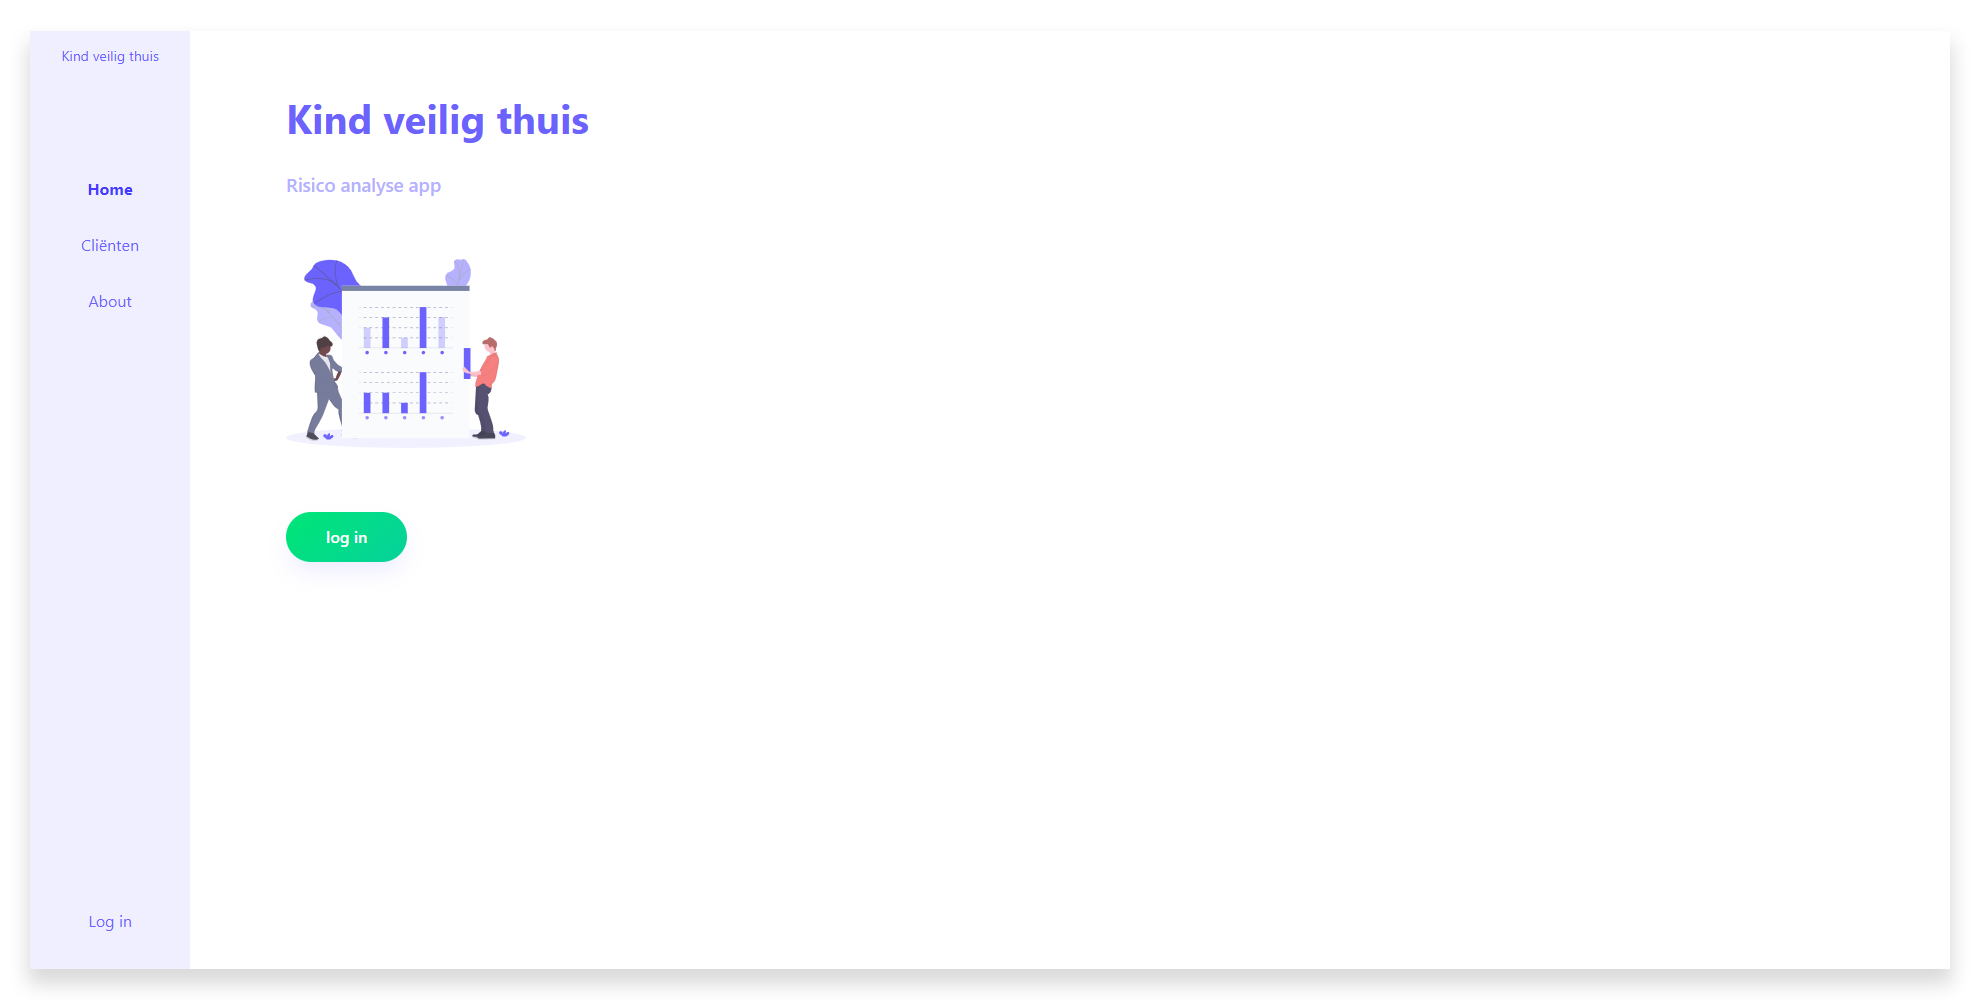 Kind veilig thuis
Home
Cliënten
About
Log in
Kind veilig thuis
Risico analyse app
log in